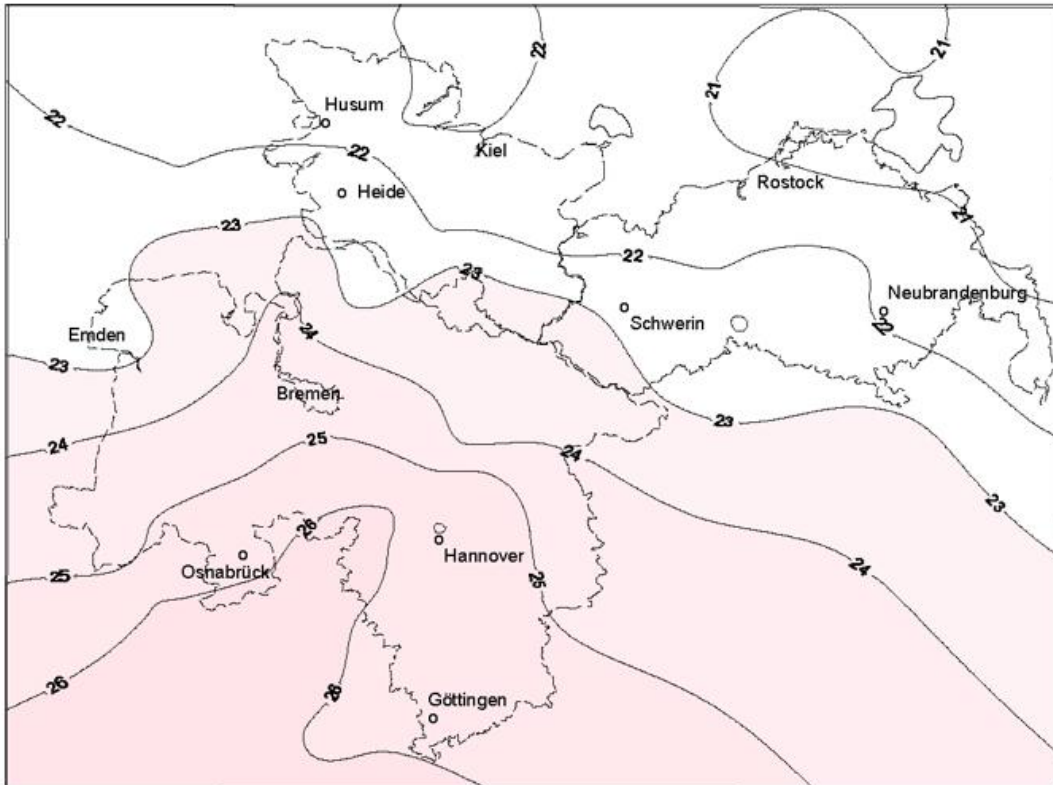 22
21
21
Husum
22
Kiel
22
Rostock
Heide
21
23
22
23
Neubrandenburg
Schwerin
22
Emden
24
23
Bremen
23
24
25
24
23
26
Hannover
24
Osnabrück
25
25
26
26
Göttingen